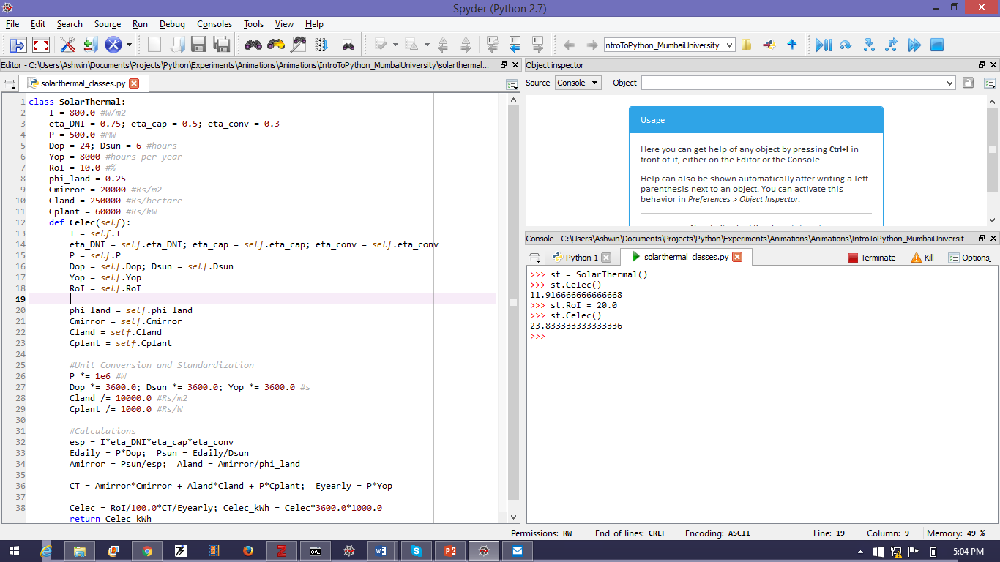 Spyder (Python 2.7)
File Edit Search Source Run Debug Consoles Tools View Help
ntroToPython_MumbaiUniversity
Editor - C:\Users\Ashwin\Documents\Projects\Python\Experiments\Animations\Animations\IntroToPython_MumbaiUniversity\solarthermal...
solarthermal_classes.py
1 class SolarThermal:
2     I = 800.0 #W/m2
3     eta_DNI = 0.75; eta_cap = 0.5; eta_conv = 0.3
4     P = 500.0 #MW
5     Dop = 24; Dsun = 6 #hours
6     Yop = 8000 #hours per year
7     RoI = 10.0 #%
8     phi_land = 0.25
9     Cmirror = 20000 #Rs/m2
10     Cland = 250000 #Rs/hectare
11     Cplant = 60000 #Rs/kW
12     def Celec(self):
13         I = self.I
14         eta_DNI = self.eta_DNI; eta_cap = self.eta_cap; eta_conv = self.eta_conv
15         P = self.P
16         Dop = self.Dop; Dsun = self.Dsun
17         Yop = self.Yop
18         RoI = self.RoI
19
20         phi_land = self.phi_land
21         Cmirror = self.Cmirror
22         Cland = self.Cland
23         Cplant = self.Cplant
24
25         #Unit Conversion and Standardization
26         P *= 1e6 #W
27         Dop *= 3600.0; Dsun *= 3600.0; Yop *= 3600.0 #s
28         Cland /= 10000.0 #Rs/m2
29         Cplant /= 1000.0 #Rs/W
30
31         #Calculations
32         esp = I*eta_DNI*eta_cap*eta_conv
33         Edaily = P*Dop;  Psun = Edaily/Dsun
34         Amirror = Psun/esp;  Aland = Amirror/phi_land
35
36         CT = Amirror*Cmirror + Aland*Cland + P*Cplant;  Eyearly = P*Yop
37
38         Celec = RoI/100.0*CT/Eyearly; Celec_kWh = Celec*3600.0*1000.0
        return Celec_kWh
Object inspector
Source Console Object
Usage
Here you can get help of any object by pressing Ctrl+I in
front of it, either on the Editor or the Console.
Help can also be shown automatically after writing a left
parenthesis next to an object. You can activate this
behavior in Preferences > Object Inspector.
Console - C:\Users\Ashwin\Documents\Projects\Python\Experiments\Animations\Animations\IntroToPython_MumbaiUniversit...
Python 1 solarthermal_classes.py Terminate Kill Options
>>> st = SolarThermal()
>>> st.Celec()
11.916666666666668
>>> st.RoI = 20.0
>>> st.Celec()
23.833333333333336
>>>
Permissions: RW End-of-lines: CRLF Encoding: ASCII Line: 19 Column: 9 Memory: 49 %
5:04 PM